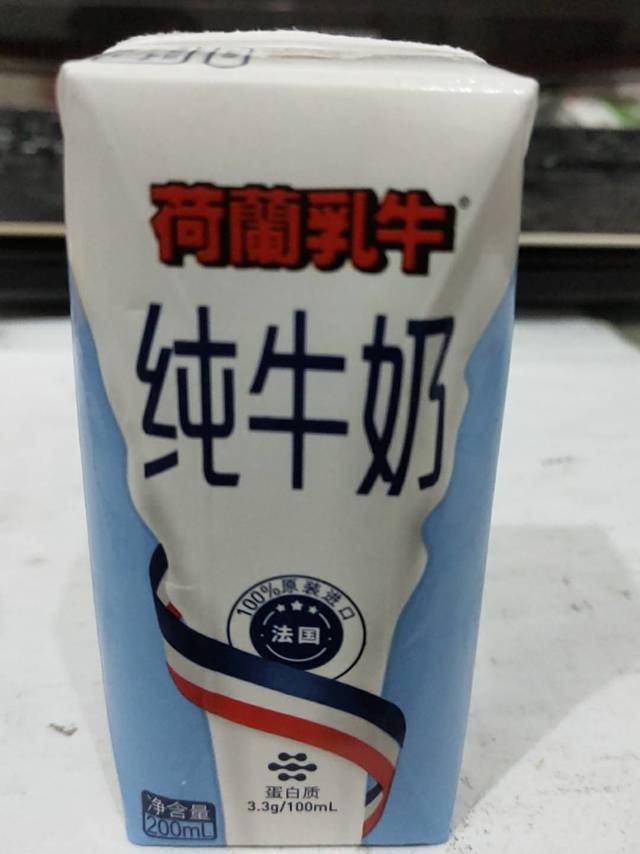 荷蘭乳牛®
纯牛奶
100%原装进口
法国
蛋白质
3.3g/100mL
净含量
200mL